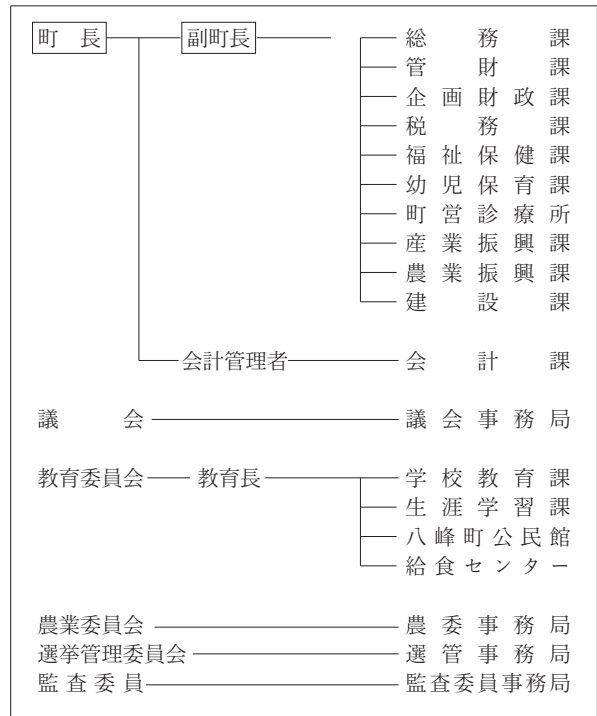 町長 副町長 総務課
管財課
企画財政課
税務課
福祉保健課
幼児保育課
町営診療所
産業振興課
農業振興課
建設課
会計管理者 会計課
議会 議会事務局
教育委員会 教育長 学校教育課
生涯学習課
八峰町公民館
給食センター
農業委員会 農委事務局
選挙管理委員会 選管事務局
監査委員 監査委員事務局